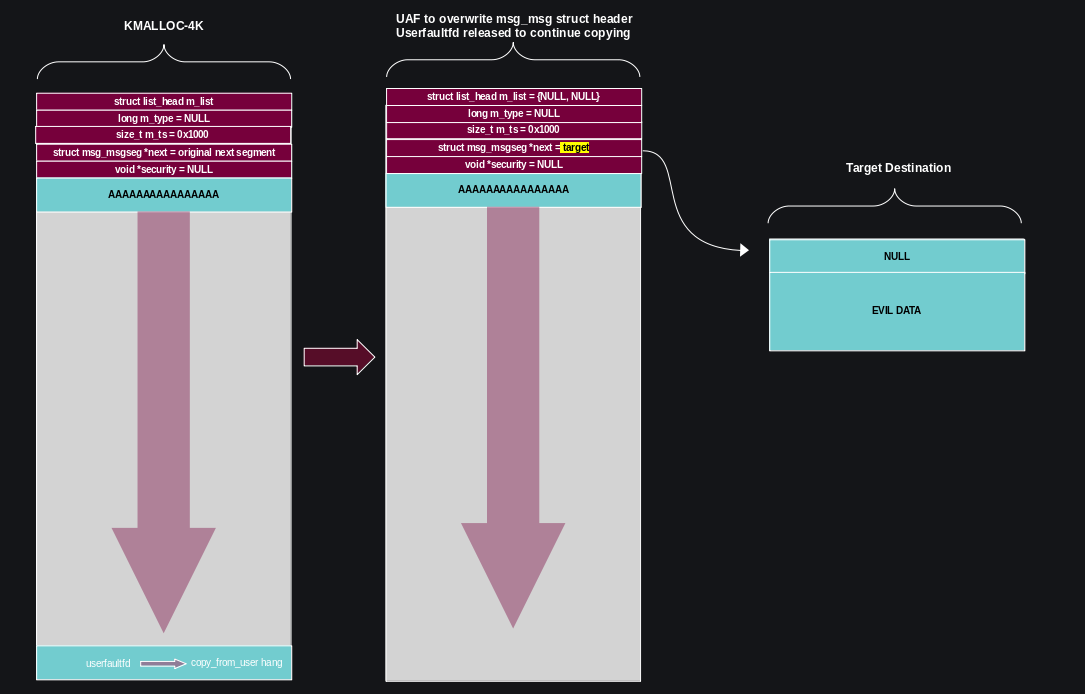 KMALLOC-4K
struct list_head m_list
long m_type = NULL
size_t m_ts = 0x1000
struct msg_msgseg *next = original next segment
void *security = NULL
AAAAAAAAAAAAAAAA
userfaultfd
copy_from_user hang
UAF to overwrite msg_msg struct header
Userfaultfd released to continue copying
struct list_head m_list = {NULL, NULL}
long m_type = NULL
size_t m_ts = 0x1000
struct msg_msgseg *next = target
void *security = NULL
AAAAAAAAAAAAAAAA
Target Destination
NULL
EVIL DATA